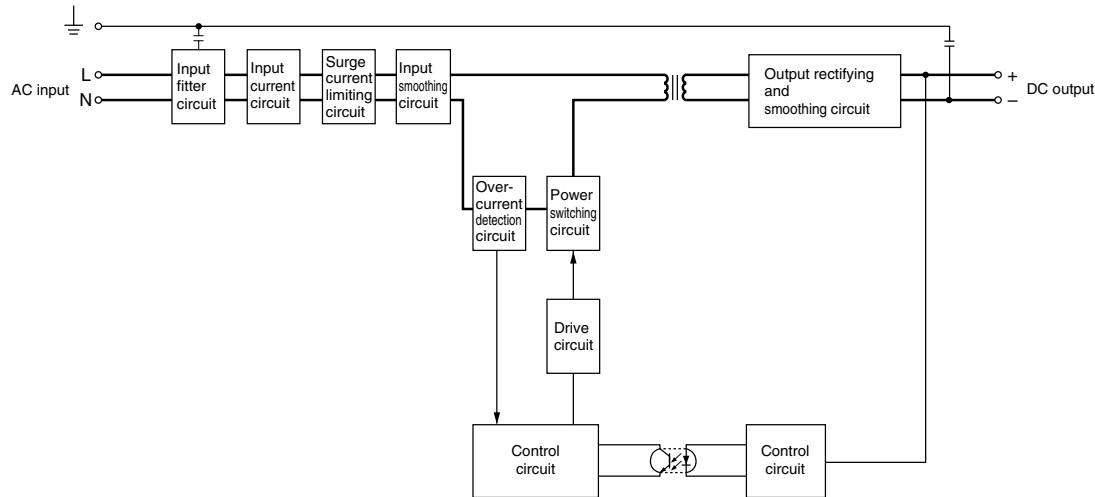 AC input
L
N
Input
fitter
circuit
Input
current
circuit
Surge
current
limiting
circuit
Input
smoothing
circuit
Output rectifying
and
smoothing circuit
+
−
DC output
Over-
current
detection
circuit
Power
switching
circuit
Drive
circuit
Control
circuit
Control
circuit